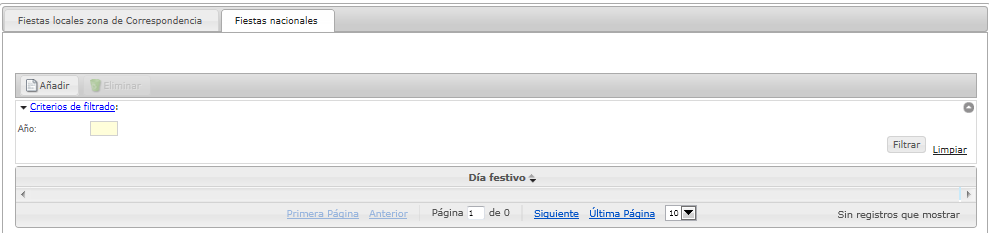 Fiestas locales zona de Correspondencia Fiestas nacionales
Añadir Eliminar
Criterios de filtrado:
Año:
Filtrar Limpiar
Día festivo
Primera Página Anterior Página 1 de 0 Siguiente Última Página 10 Sin registros que mostrar